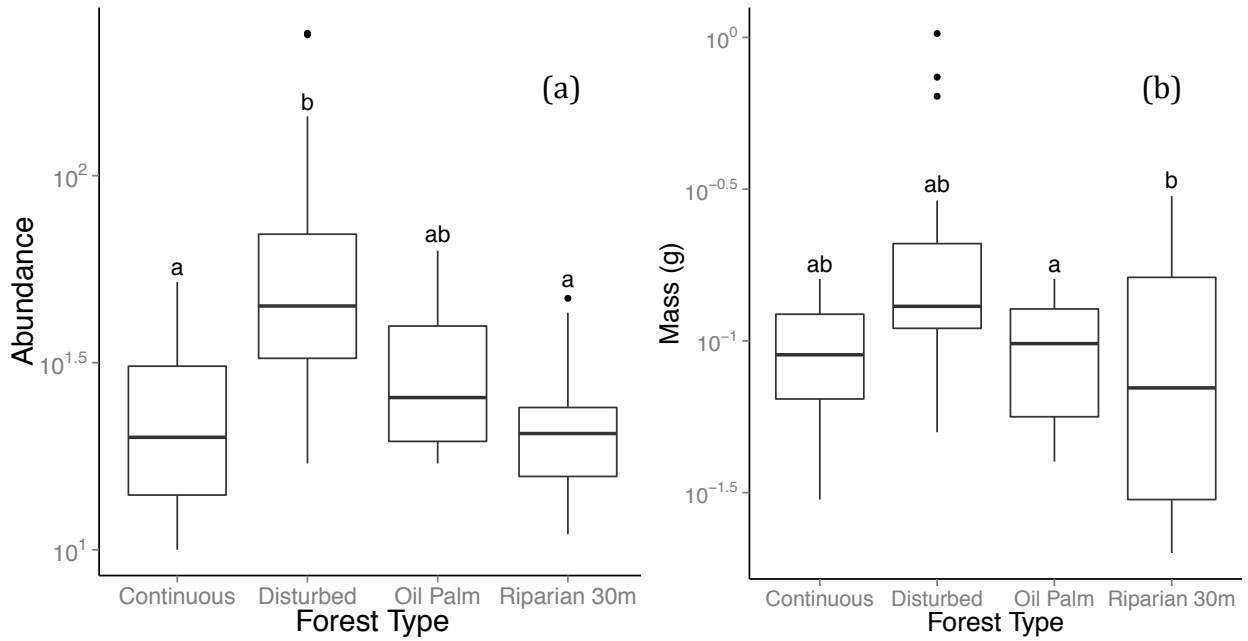 (a)
b
10^2
ab
a
a
10^1.5
10^1
Abundance
Continuous Disturbed Oil Palm Riparian 30m
Forest Type
10^0
(b)
10^-0.5
ab
b
ab
a
10^-1
10^-1.5
Mass (g)
Continuous Disturbed Oil Palm Riparian 30m
Forest Type